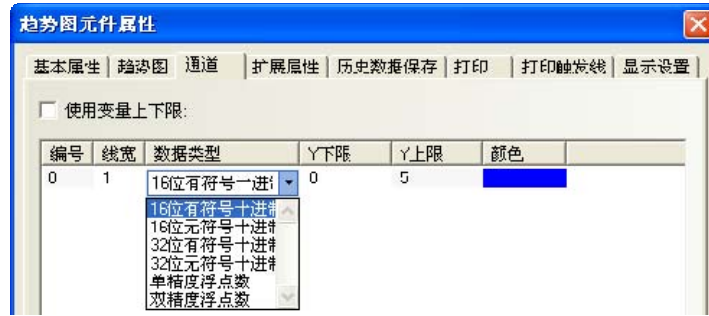 趋势图元件属性
基本属性 趋势图 通道 扩展属性 历史数据保存 打印 打印触发线 显示设置
使用变量上下限:
编号 线宽 数据类型 Y下限 Y上限 颜色
0 1 16位有符号十进制 0 5
16位有符号十进制
16位无符号十进制
32位有符号十进制
32位无符号十进制
单精度浮点数
双精度浮点数